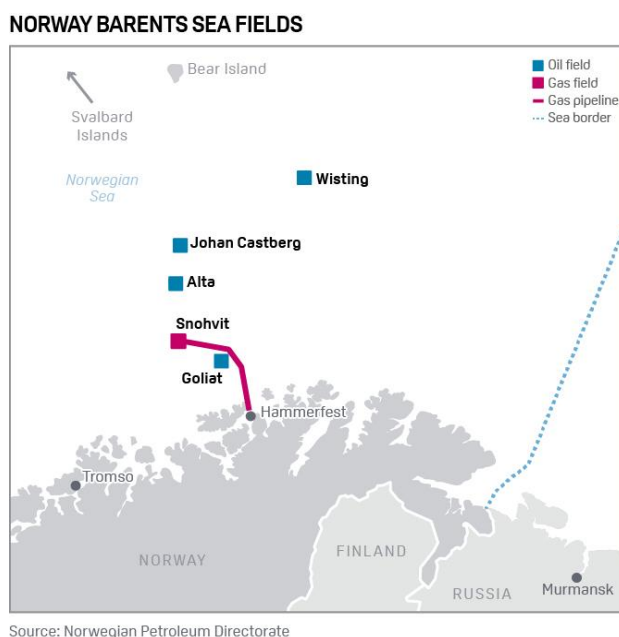 NORWAY BARENTS SEA FIELDS
Bear Island
Oil field
Gas field
Gas pipeline
Sea border
Svalbard
Islands
Norwegian
Sea
Wisting
Johan Castberg
Alta
Snohvit
Goliat
Hammerfest
Tromso
NORWAY
FINLAND
RUSSIA
Murmansk
Source: Norwegian Petroleum Directorate